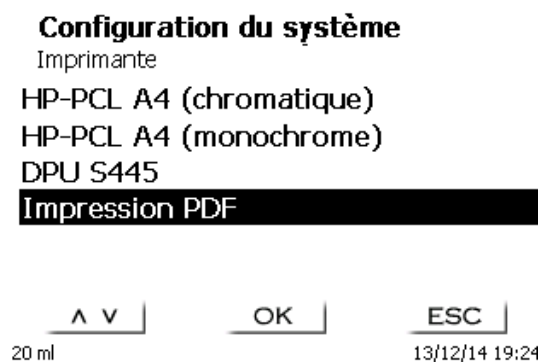 Configuration du système
Imprimante
HP-PCL A4 (chromatique)
HP-PCL A4 (monochrome)
DPU S445
Impression PDF
∧ ∨ OK ESC
20 ml 13/12/14 19:24